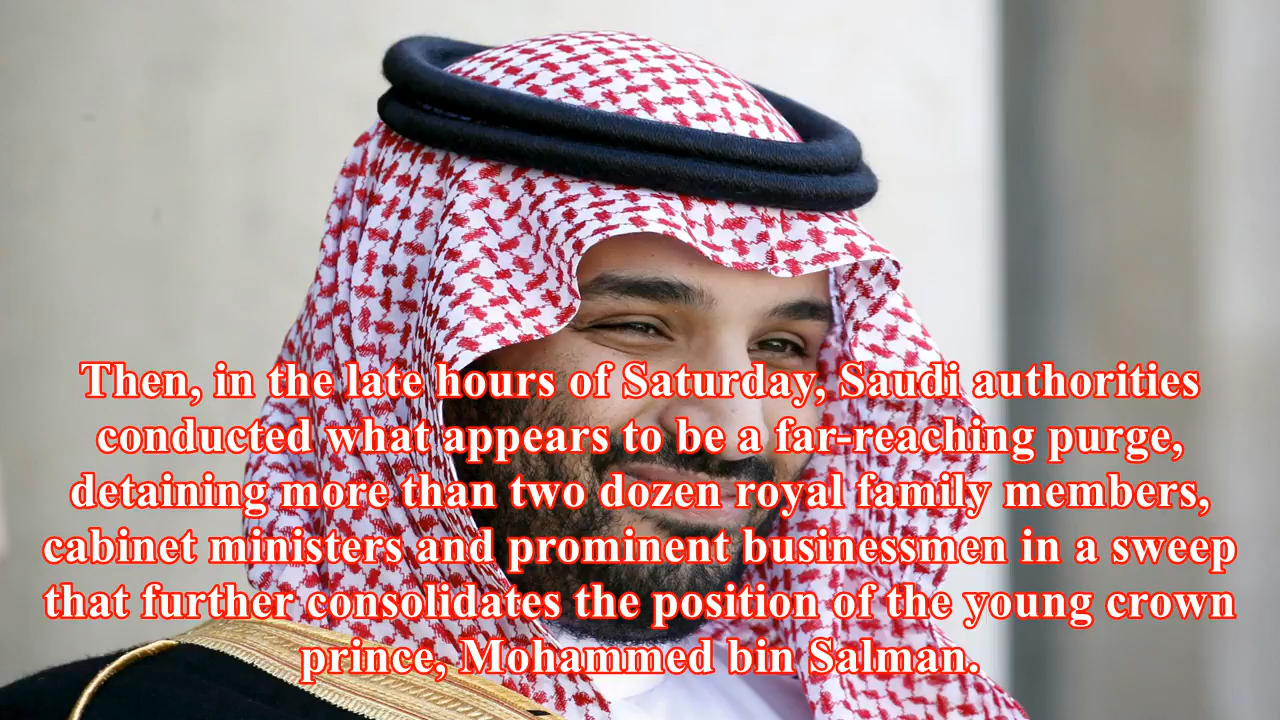 Then, in the late hours of Saturday, Saudi authorities
conducted what appears to be a far-reaching purge,
detaining more than two dozen royal family members,
cabinet ministers and prominent businessmen in a sweep
that further consolidates the position of the young crown
prince, Mohammed bin Salman.